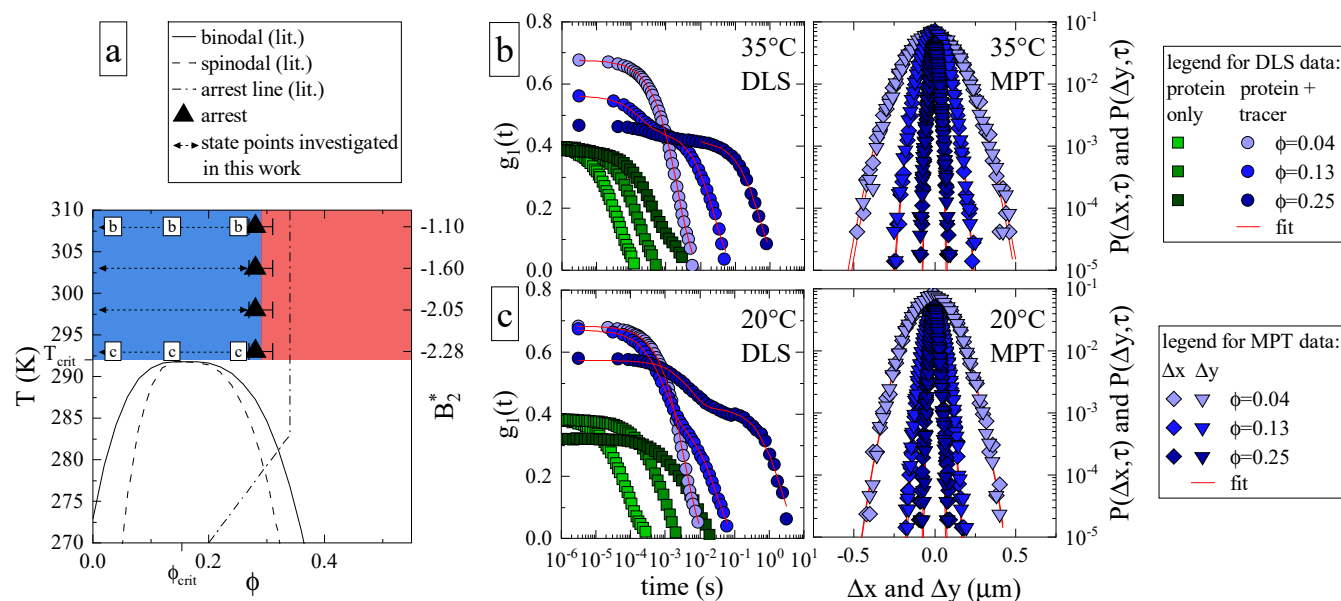 a
binodal (lit.)
spinodal (lit.)
arrest line (lit.)
arrest
state points investigated
in this work
310
305
300
295
T_crit
290
285
280
275
270
T (K)
b b b
c c c
-1.10
-1.60
-2.05
-2.28
B₂*
0.0 0.2 0.4
ϕ_crit
ϕ
b
35°C
DLS
0.8
0.6
0.4
0.2
0.0
g₁(t)
35°C
MPT
10⁻¹
10⁻²
10⁻³
10⁻⁴
10⁻⁵
P(Δx,τ) and P(Δy,τ)
c
20°C
DLS
0.8
0.6
0.4
0.2
0.0
g₁(t)
10⁻⁶ 10⁻⁵ 10⁻⁴ 10⁻³ 10⁻² 10⁻¹ 10⁰ 10¹
time (s)
20°C
MPT
10⁻¹
10⁻²
10⁻³
10⁻⁴
10⁻⁵
P(Δx,τ) and P(Δy,τ)
-0.5 0.0 0.5
Δx and Δy (μm)
legend for DLS data:
protein protein +
only tracer
ϕ=0.04
ϕ=0.13
ϕ=0.25
fit
legend for MPT data:
Δx Δy
ϕ=0.04
ϕ=0.13
ϕ=0.25
fit